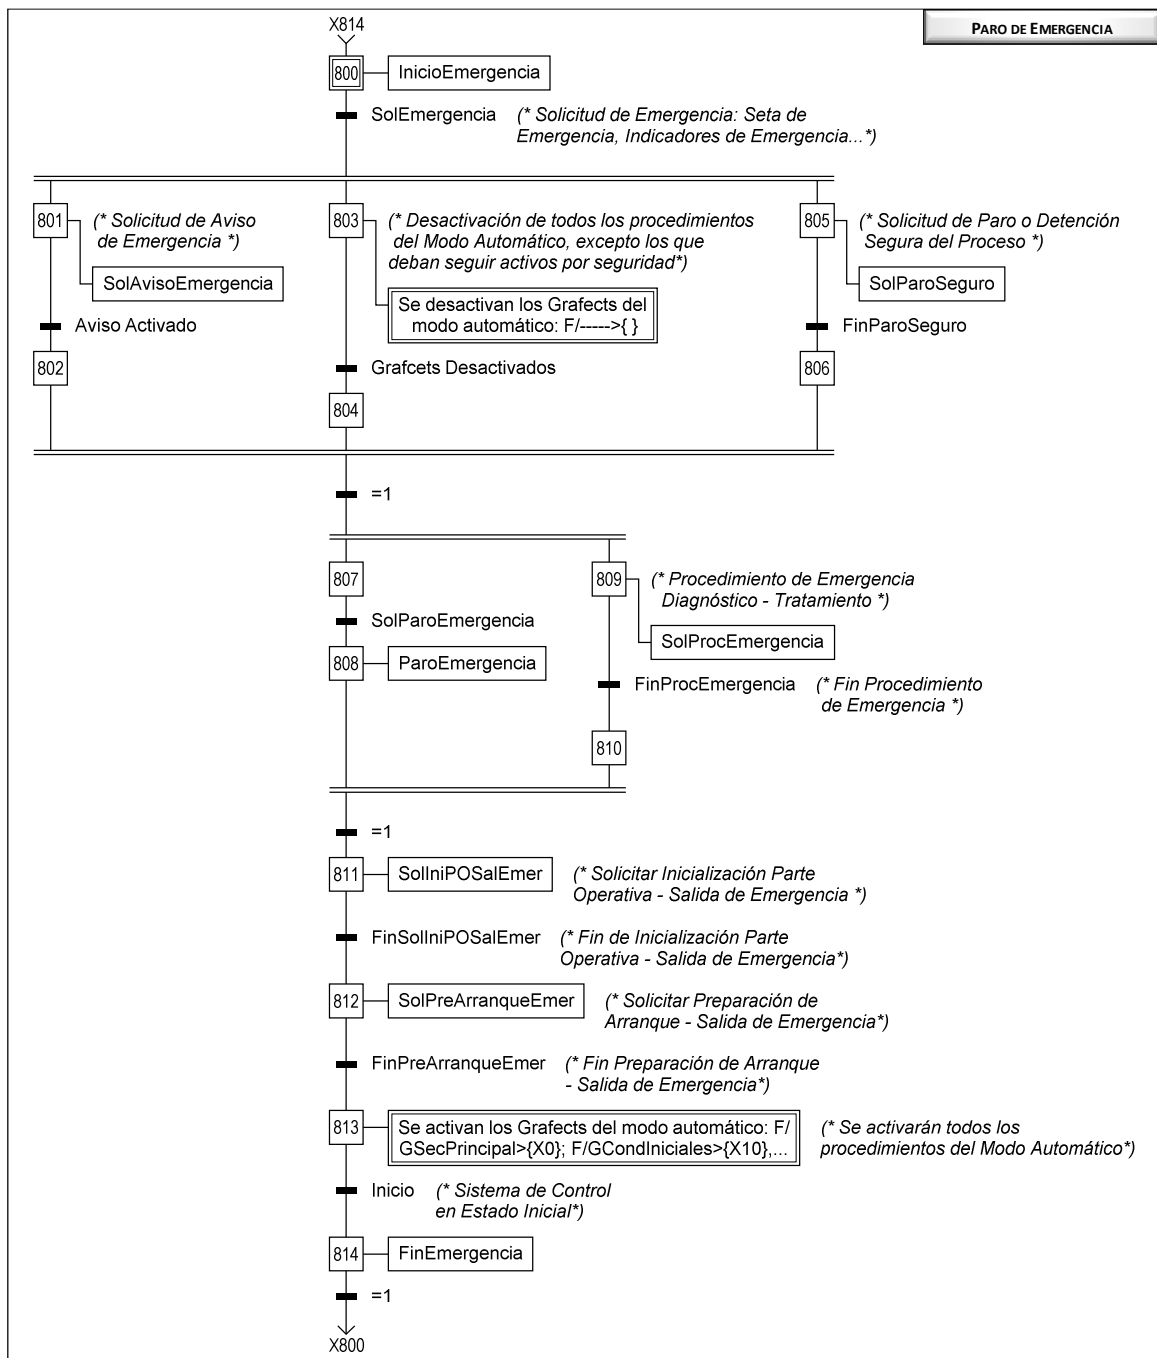 PARO DE EMERGENCIA
X814
800
InicioEmergencia
SolEmergencia
(* Solicitud de Emergencia: Seta de
Emergencia, Indicadores de Emergencia...*)
801
(* Solicitud de Aviso
de Emergencia *)
SolAvisoEmergencia
Aviso Activado
802
803
(* Desactivación de todos los procedimientos
del Modo Automático, excepto los que
deban seguir activos por seguridad*)
Se desactivan los Grafects del
modo automático: F/----->{ }
Grafcets Desactivados
804
805
(* Solicitud de Paro o Detención
Segura del Proceso *)
SolParoSeguro
FinParoSeguro
806
=1
807
SolParoEmergencia
808
ParoEmergencia
809
(* Procedimiento de Emergencia
Diagnóstico - Tratamiento *)
SolProcEmergencia
FinProcEmergencia
(* Fin Procedimiento
de Emergencia *)
810
=1
811
SolIniPOSalEmer
(* Solicitar Inicialización Parte
Operativa - Salida de Emergencia *)
FinSolIniPOSalEmer
(* Fin de Inicialización Parte
Operativa - Salida de Emergencia*)
812
SolPreArranqueEmer
(* Solicitar Preparación de
Arranque - Salida de Emergencia*)
FinPreArranqueEmer
(* Fin Preparación de Arranque
- Salida de Emergencia*)
813
Se activan los Grafects del modo automático: F/
GSecPrincipal>{X0}; F/GCondIniciales>{X10},...
(* Se activarán todos los
procedimientos del Modo Automático*)
Inicio
(* Sistema de Control
en Estado Inicial*)
814
FinEmergencia
=1
X800